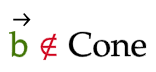 b⃗ ∉ Cone